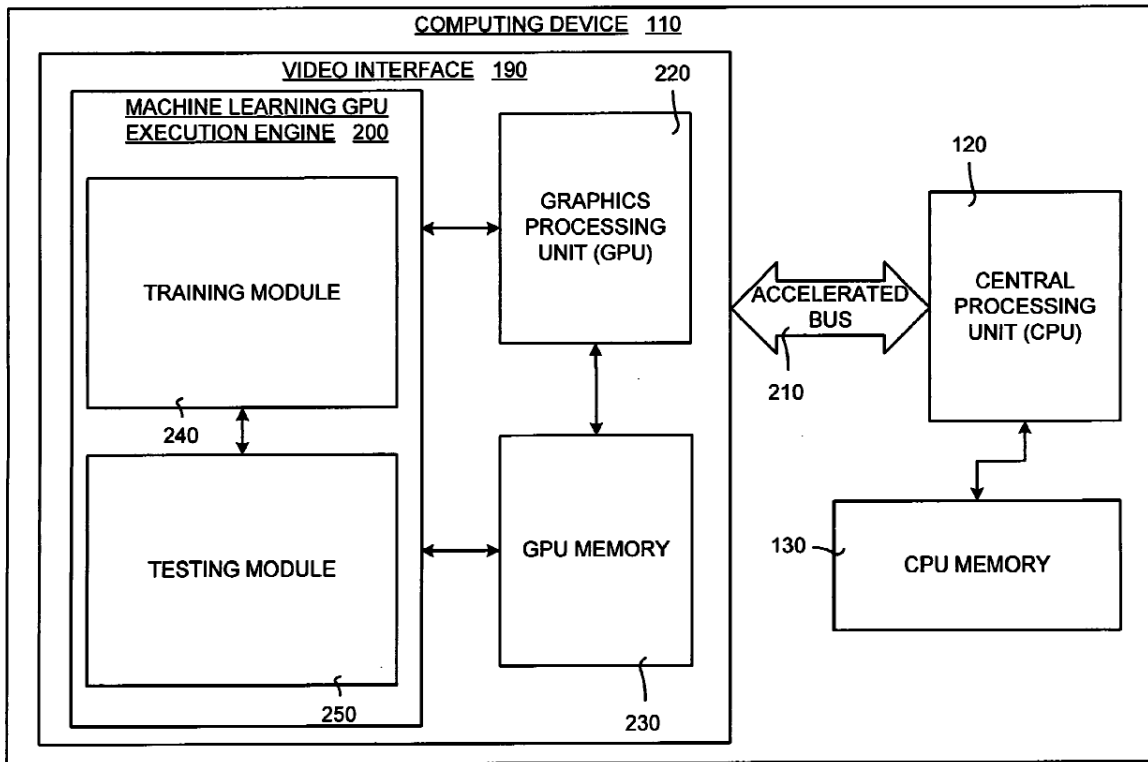 COMPUTING DEVICE 110
VIDEO INTERFACE 190
220
MACHINE LEARNING GPU
EXECUTION ENGINE 200
120
GRAPHICS
PROCESSING
UNIT (GPU)
TRAINING MODULE
ACCELERATED
BUS
CENTRAL
PROCESSING
UNIT (CPU)
210
240
TESTING MODULE
GPU MEMORY
130
CPU MEMORY
250
230